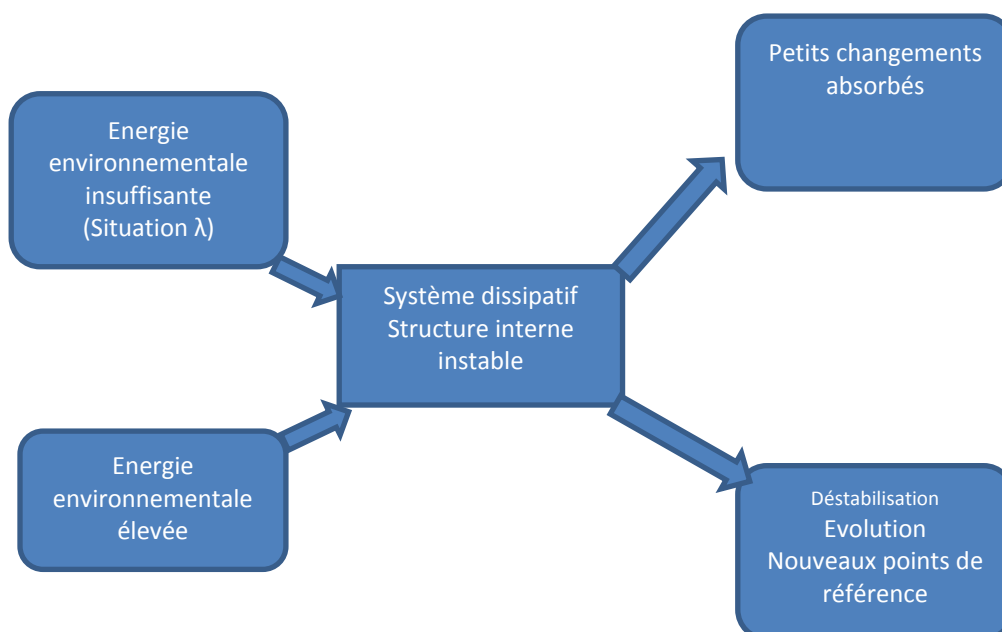 Energie
environnementale
insuffisante
(Situation λ)
Energie
environnementale
élevée
Système dissipatif
Structure interne
instable
Petits changements
absorbés
Déstabilisation
Evolution
Nouveaux points de
référence